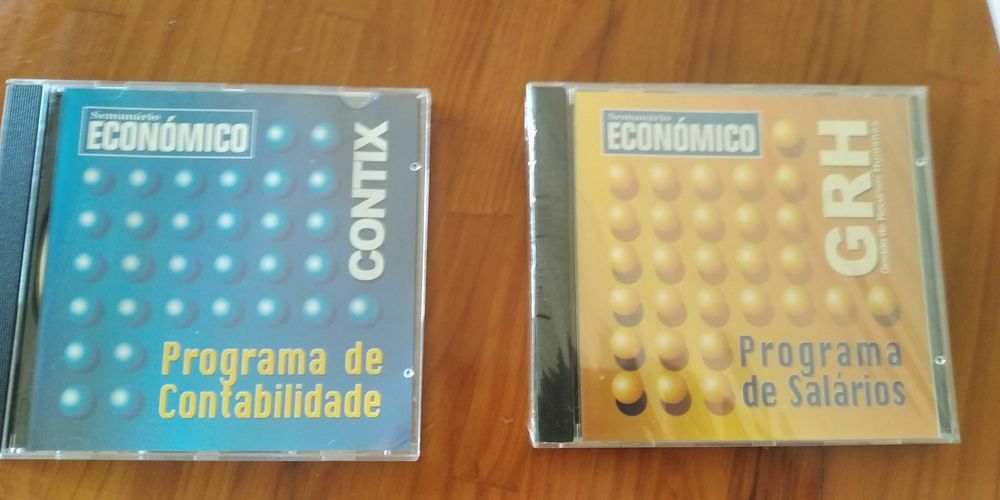 Semanário
ECONÓMICO
CONTIX
Programa de
Contabilidade
Semanário
ECONÓMICO
GRH
Gestão de Recursos Humanos
Programa
de Salários